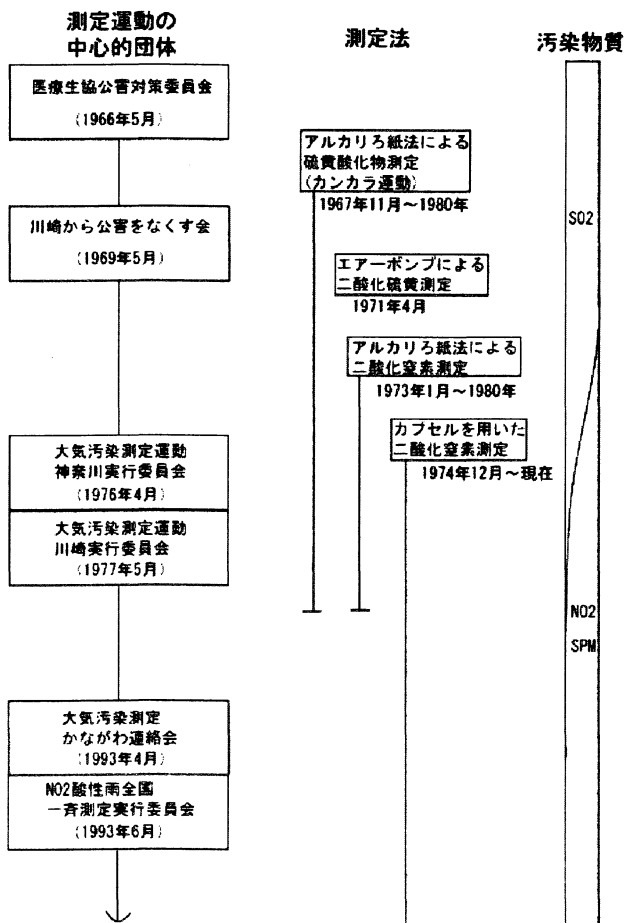 測定運動の
中心的団体
医療生協公害対策委員会
(1966年5月)
川崎から公害をなくす会
(1969年5月)
大気汚染測定運動
神奈川実行委員会
(1976年4月)
大気汚染測定運動
川崎実行委員会
(1977年5月)
大気汚染測定
かながわ連絡会
(1993年4月)
NO2酸性雨全国
一斉測定実行委員会
(1993年6月)
測定法
アルカリろ紙法による
硫黄酸化物測定
(カンカラ運動)
1967年11月～1980年
エアーポンプによる
二酸化硫黄測定
1971年4月
アルカリろ紙法による
二酸化窒素測定
1973年1月～1980年
カプセルを用いた
二酸化窒素測定
1974年12月～現在
汚染物質
SO2
NO2
SPM